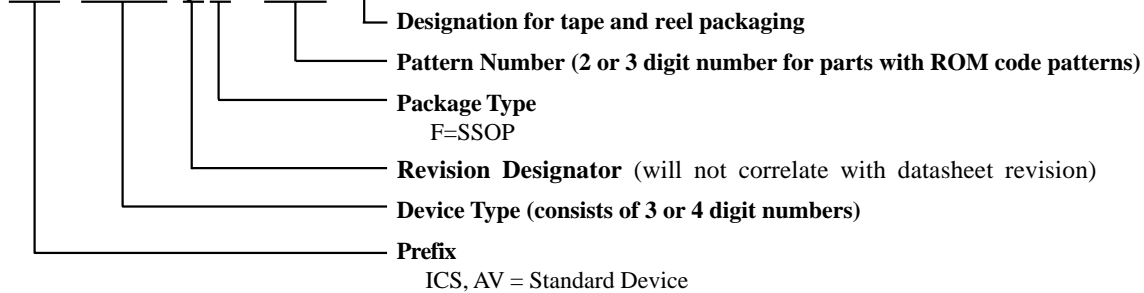 Designation for tape and reel packaging
Pattern Number (2 or 3 digit number for parts with ROM code patterns)
Package Type
F=SSOP
Revision Designator (will not correlate with datasheet revision)
Device Type (consists of 3 or 4 digit numbers)
Prefix
ICS, AV = Standard Device